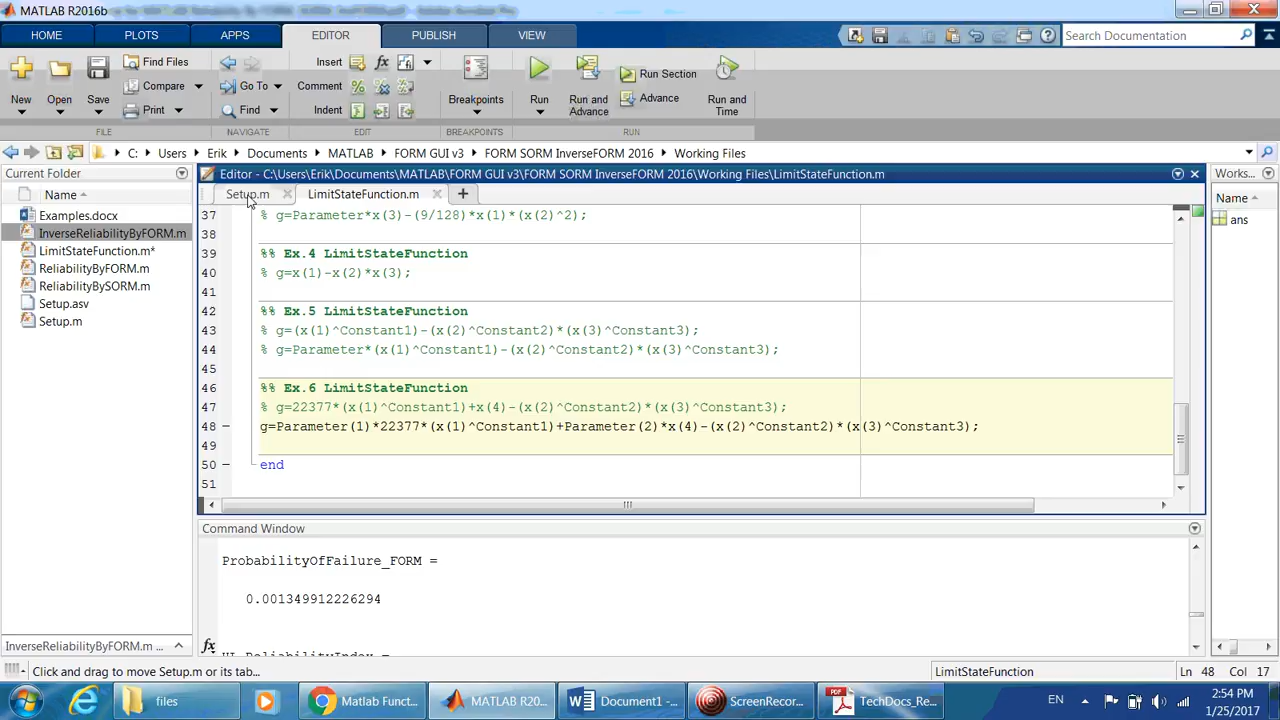 MATLAB R2016b
HOME PLOTS APPS EDITOR PUBLISH VIEW Search Documentation
New Open Save Find Files Compare Print Go To Find Insert Comment Indent Breakpoints Run Run and Advance Run Section Advance Run and Time
FILE NAVIGATE EDIT BREAKPOINTS RUN
C: Users Erik Documents MATLAB FORM GUI v3 FORM SORM InverseFORM 2016 Working Files
Current Folder
Name
Examples.docx
InverseReliabilityByFORM.m
LimitStateFunction.m*
ReliabilityByFORM.m
ReliabilityBySORM.m
Setup.asv
Setup.m
InverseReliabilityByFORM.m ...
Editor - C:\Users\Erik\Documents\MATLAB\FORM GUI v3\FORM SORM InverseFORM 2016\Working Files\LimitStateFunction.m
Setup.m LimitStateFunction.m
37 % g=Parameter*x(3)-(9/128)*x(1)*(x(2)^2);
38
39 %% Ex.4 LimitStateFunction
40 % g=x(1)-x(2)*x(3);
41
42 %% Ex.5 LimitStateFunction
43 % g=(x(1)^Constant1)-(x(2)^Constant2)*(x(3)^Constant3);
44 % g=Parameter*(x(1)^Constant1)-(x(2)^Constant2)*(x(3)^Constant3);
45
46 %% Ex.6 LimitStateFunction
47 % g=22377*(x(1)^Constant1)+x(4)-(x(2)^Constant2)*(x(3)^Constant3);
48 – g=Parameter(1)*22377*(x(1)^Constant1)+Parameter(2)*x(4)-(x(2)^Constant2)*(x(3)^Constant3);
49
50 – end
51
Command Window
ProbabilityOfFailure_FORM =
0.001349912226294
fx
Works...
Name
ans
Click and drag to move Setup.m or its tab...
LimitStateFunction
Ln 48 Col 17
files Matlab Funct... MATLAB R20... Document1 -... ScreenRecor... TechDocs_Re...
EN 2:54 PM
1/25/2017